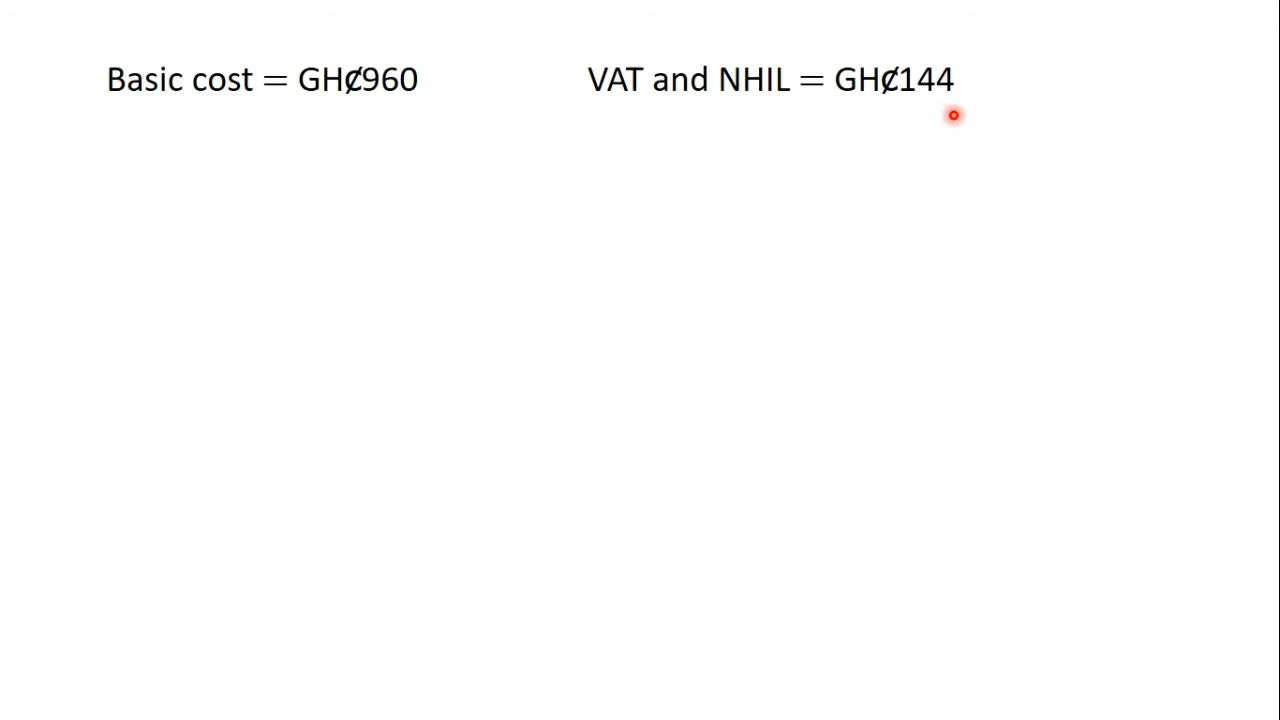 Basic cost = GH₵960
VAT and NHIL = GH₵144